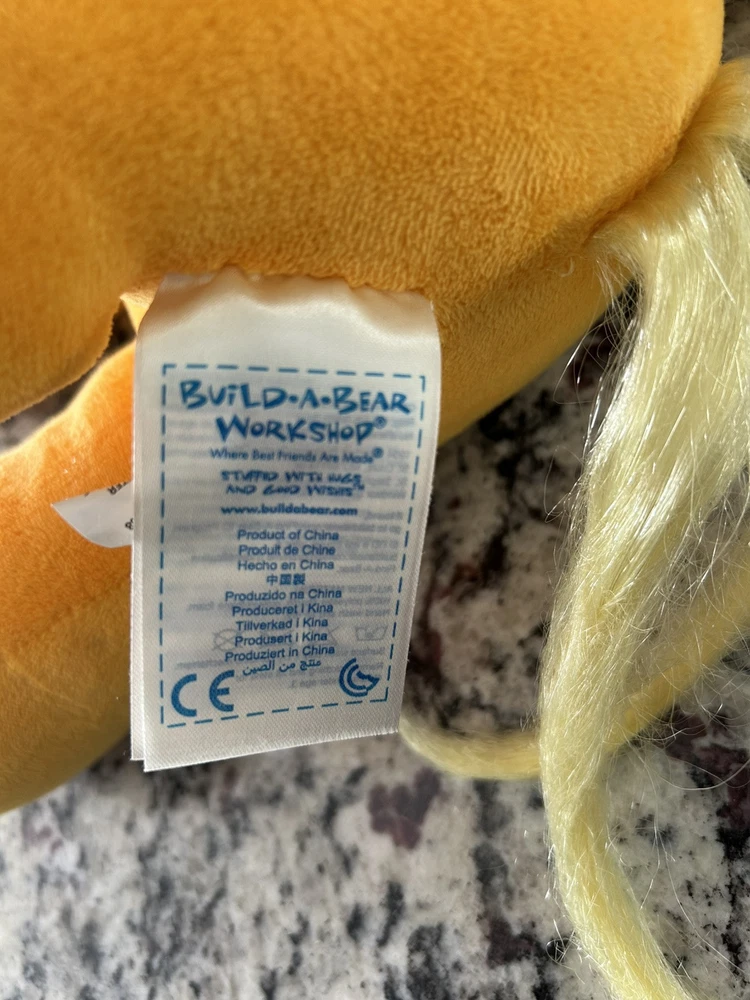 BUiLD•A•BEAR
WORKSHOP®
Where Best Friends Are Made®
STUFFED WITH HUGS
AND GOOD WISHES™
www.buildabear.com
Product of China
Produit de Chine
Hecho en China
中国製
Produzido na China
Produceret i Kina
Tillverkad i Kina
Produsert i Kina
Produziert in China
منتج من الصين
CE